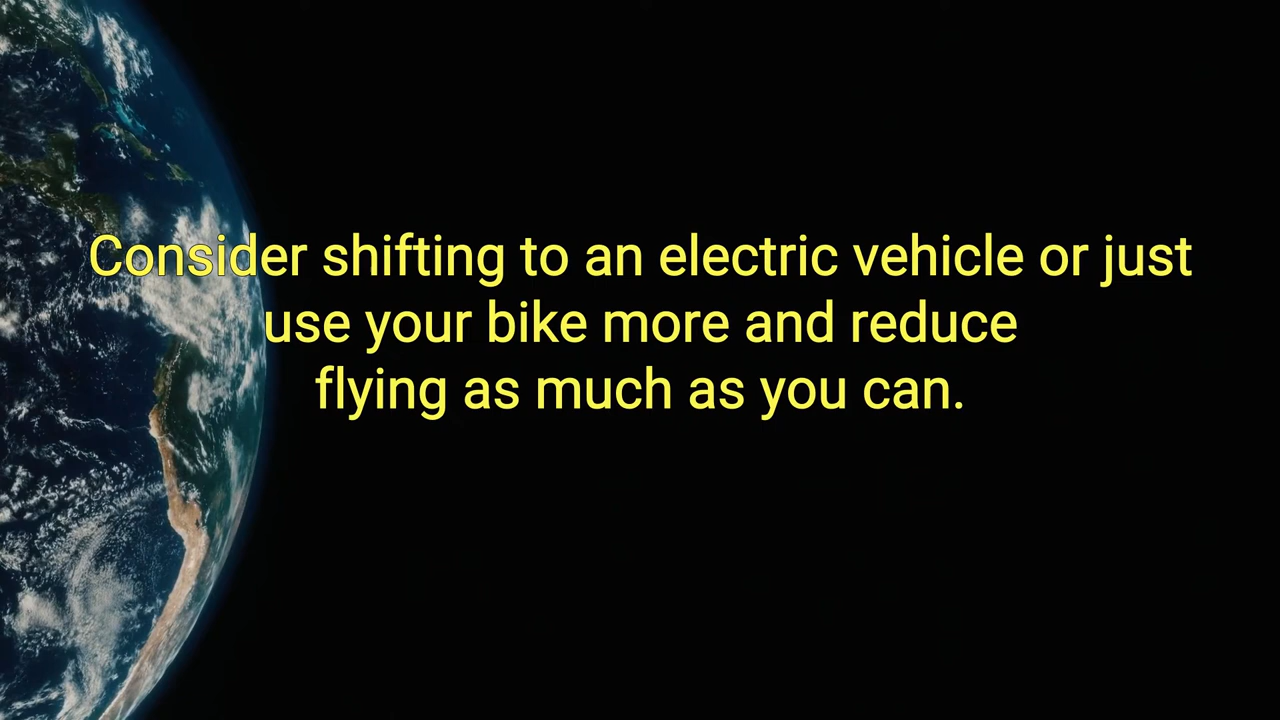 Consider shifting to an electric vehicle or just
use your bike more and reduce
flying as much as you can.